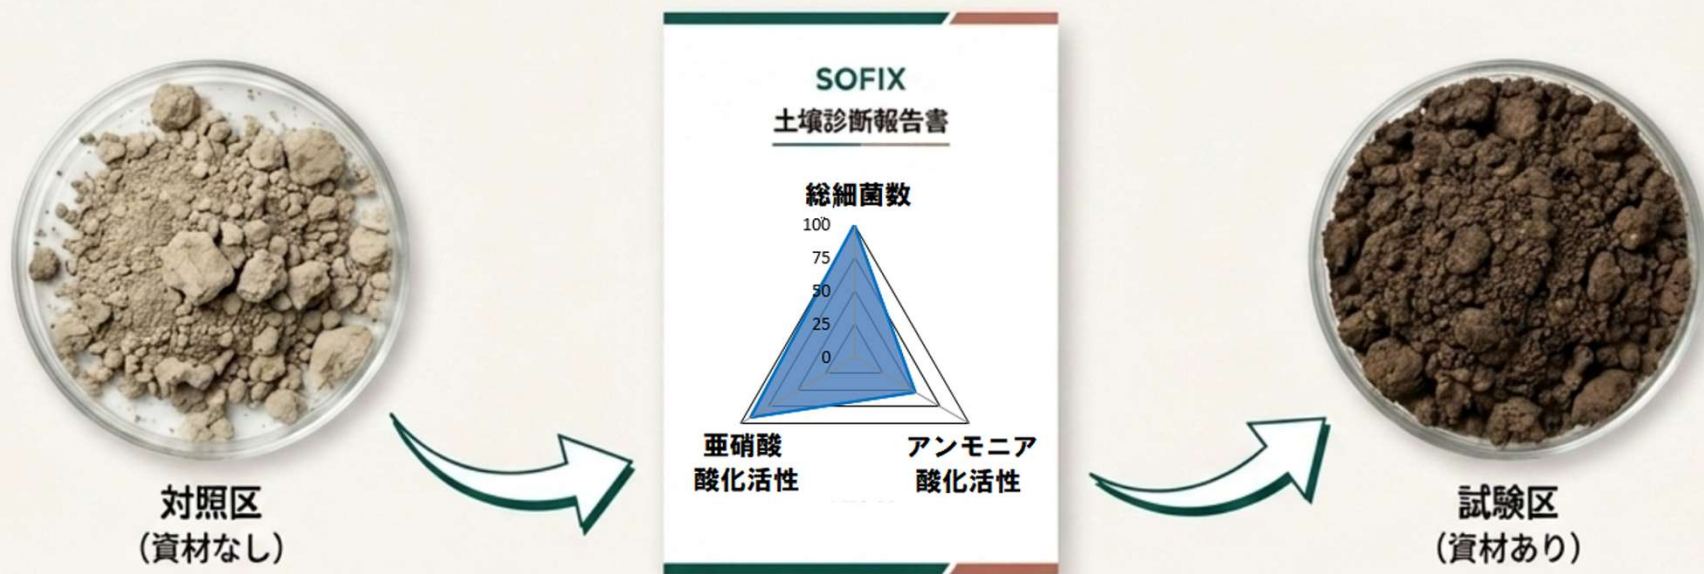 SOFIX
土壌診断報告書
総細菌数
100
75
50
25
0
亜硝酸
酸化活性
アンモニア
酸化活性
対照区
（資材なし）
試験区
（資材あり）